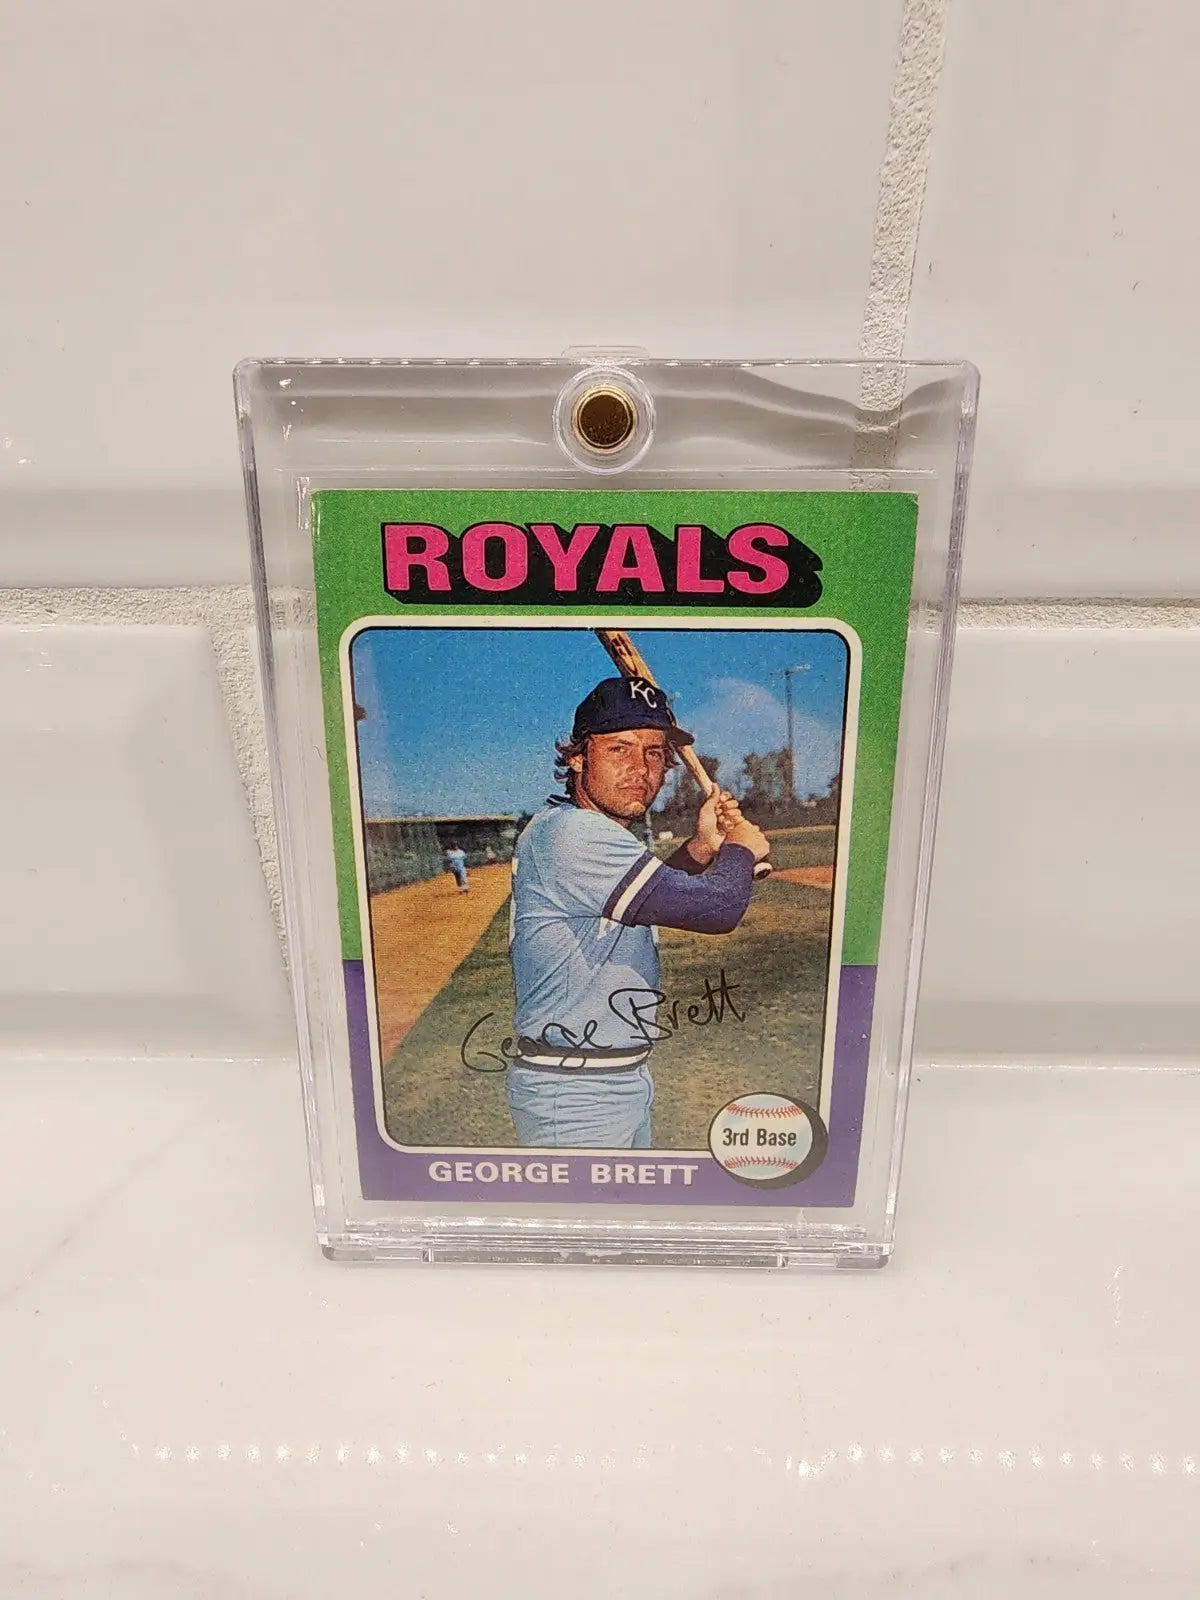 ROYALS
KC
George Brett
3rd Base
GEORGE BRETT